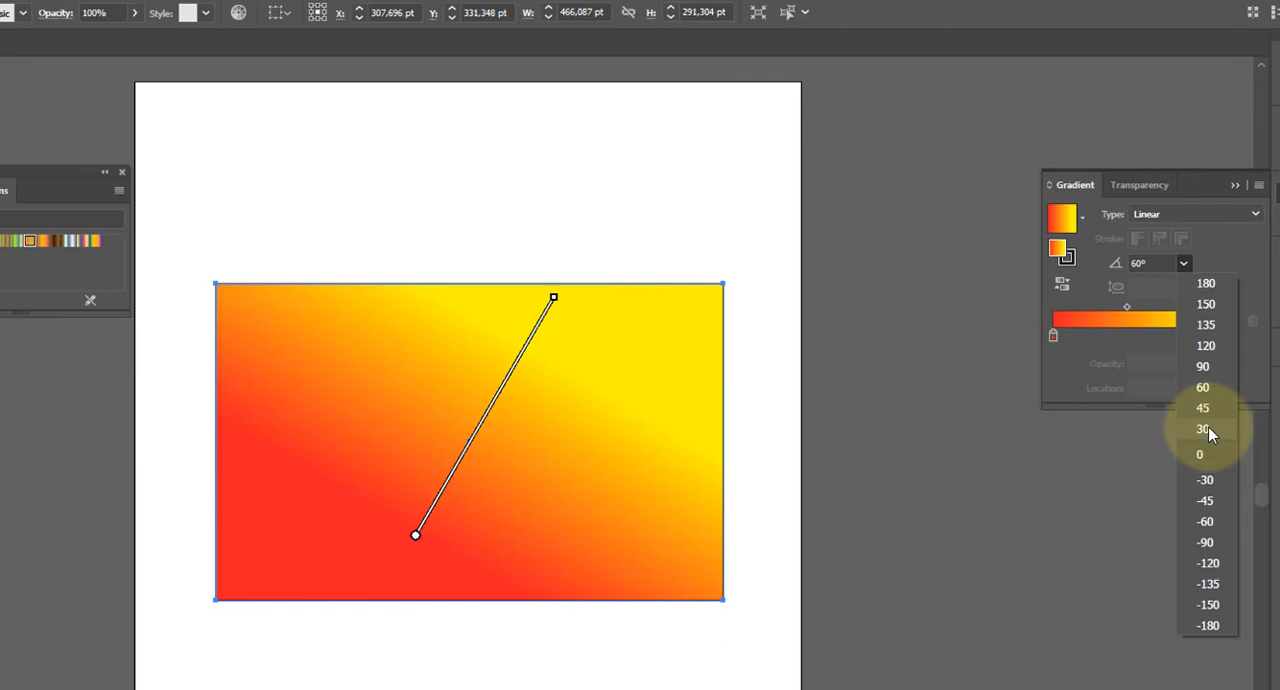 sic Opacity: 100% Style: X: 307,696 pt Y: 331,348 pt W: 466,087 pt H: 291,304 pt
ns
Gradient Transparency
Type: Linear
Stroke:
60°
Opacity:
Location:
180
150
135
120
90
60
45
30
0
-30
-45
-60
-90
-120
-135
-150
-180